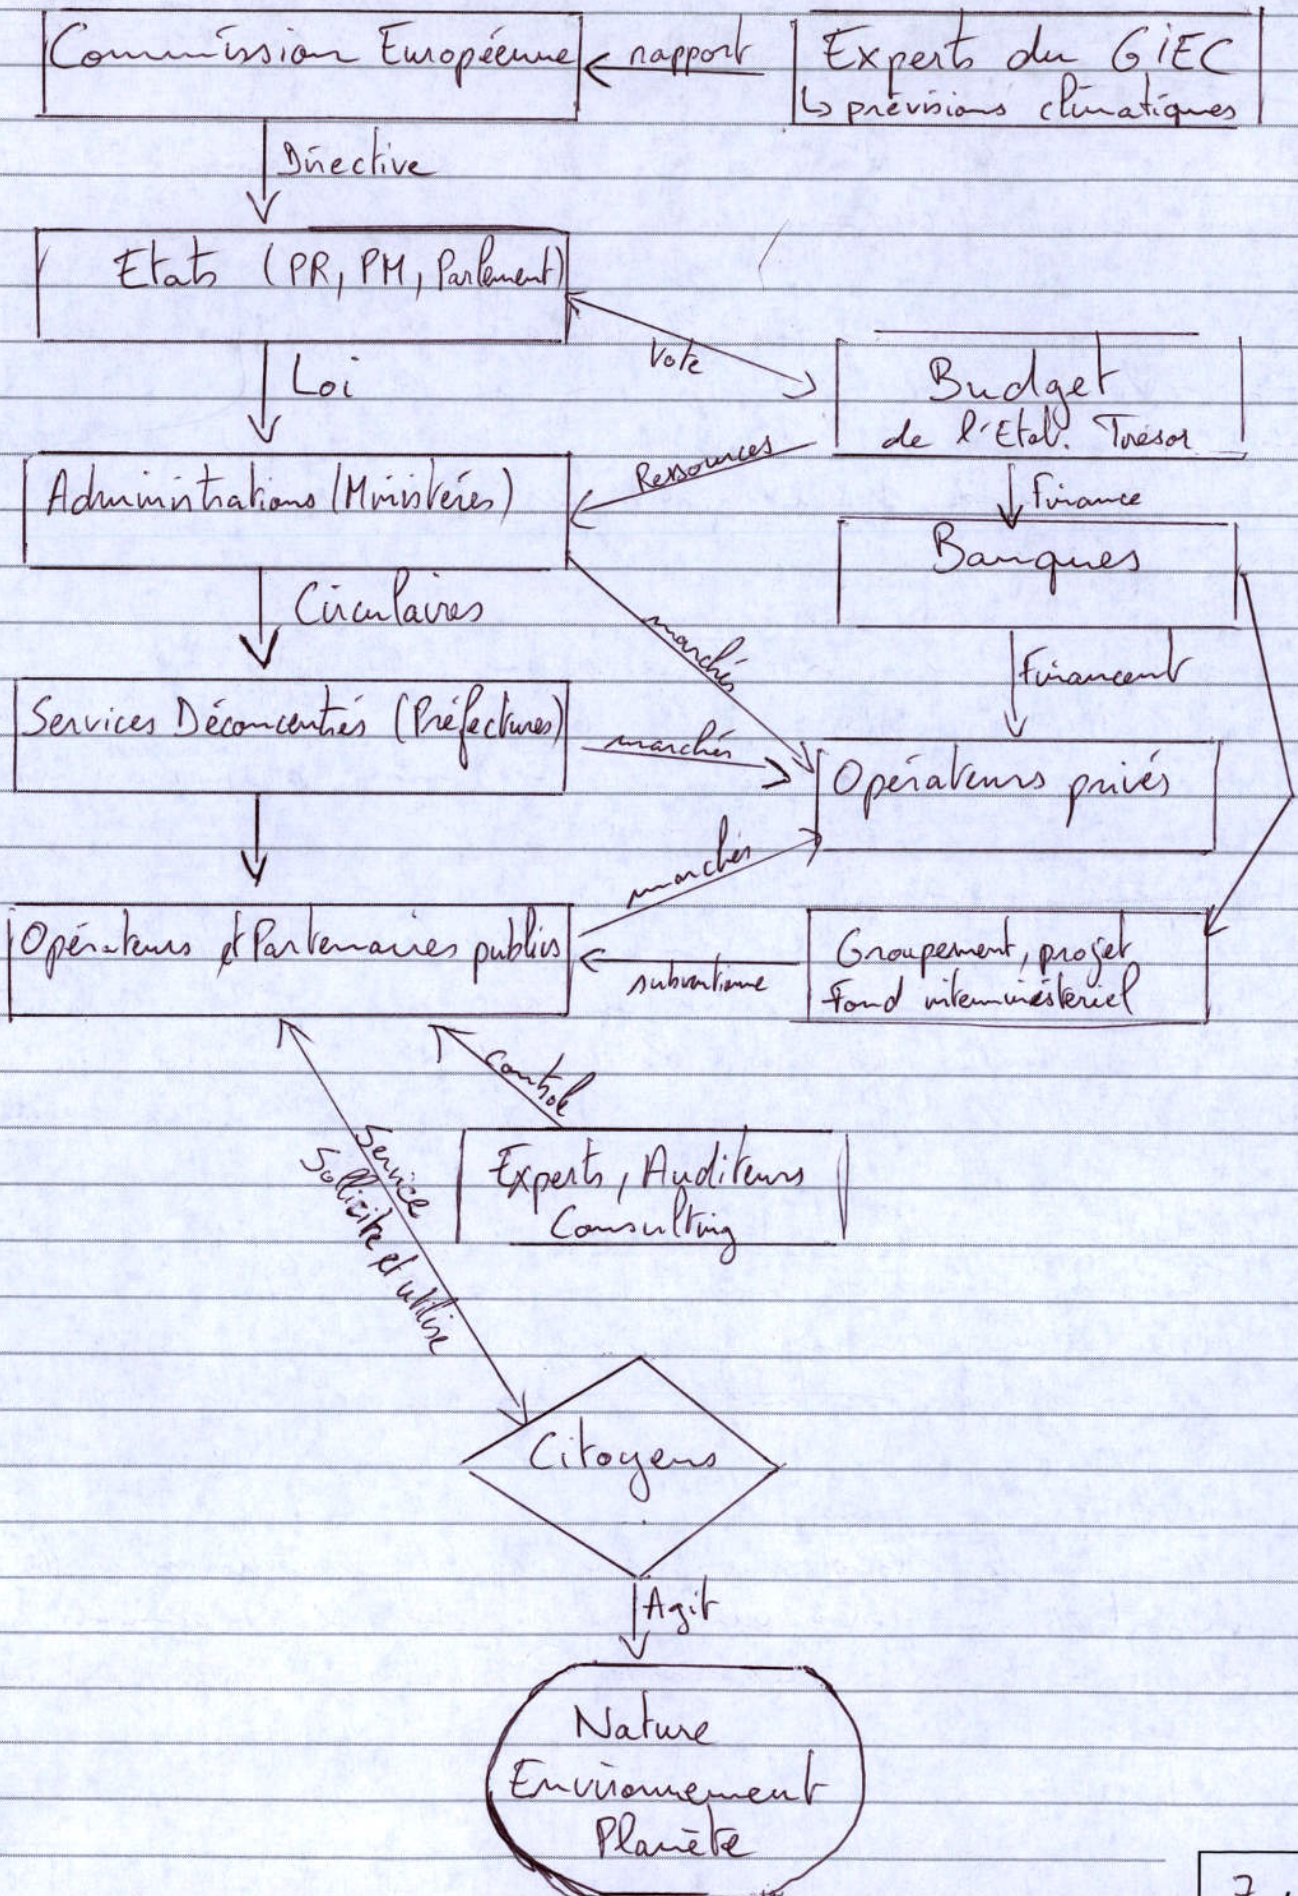 Commission Européenne
rapport
Experts du GIEC
↳ prévisions climatiques
Directive
Etats (PR, PM, Parlement)
Vote
Loi
Budget
de l'Etat. Trésor
Ressources
Administrations (Ministères)
Finance
Banques
Circulaires
marchés
Financent
Services Déconcentrés (Préfectures)
marchés
Opérateurs privés
marchés
Opérateurs et Partenaires publics
subventionne
Groupement, projet
Fond interministériel
controle
Service
Sollicite et utilise
Experts, Auditeurs
Consulting
Citoyens
Agit
Nature
Environnement
Planète